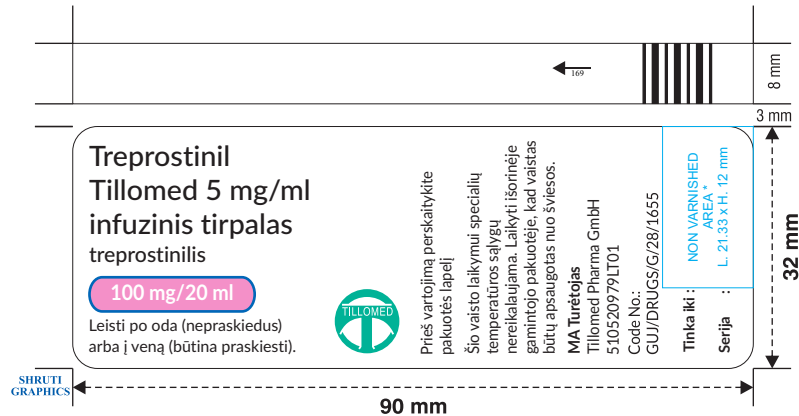 169
8 mm
3 mm
Treprostinil
Tillomed 5 mg/ml
infuzinis tirpalas
treprostinilis
100 mg/20 ml
Leisti po oda (nepraskiedus)
arba į veną (būtina praskiesti).
TILLOMED
Prieš vartojimą perskaitykite
pakuotės lapelį
Šio vaisto laikymui specialių
temperatūros sąlygų
nereikalaujama. Laikyti išorinėje
gamintojo pakuotėje, kad vaistas
būtų apsaugotas nuo šviesos.
MA Turėtojas
Tillomed Pharma GmbH
510520979LT01
Code No.:
GUJ/DRUGS/G/28/1655
Tinka iki :
Serija :
NON VARNISHED
AREA *
L. 21.33 x H. 12 mm
32 mm
SHRUTI
GRAPHICS
90 mm